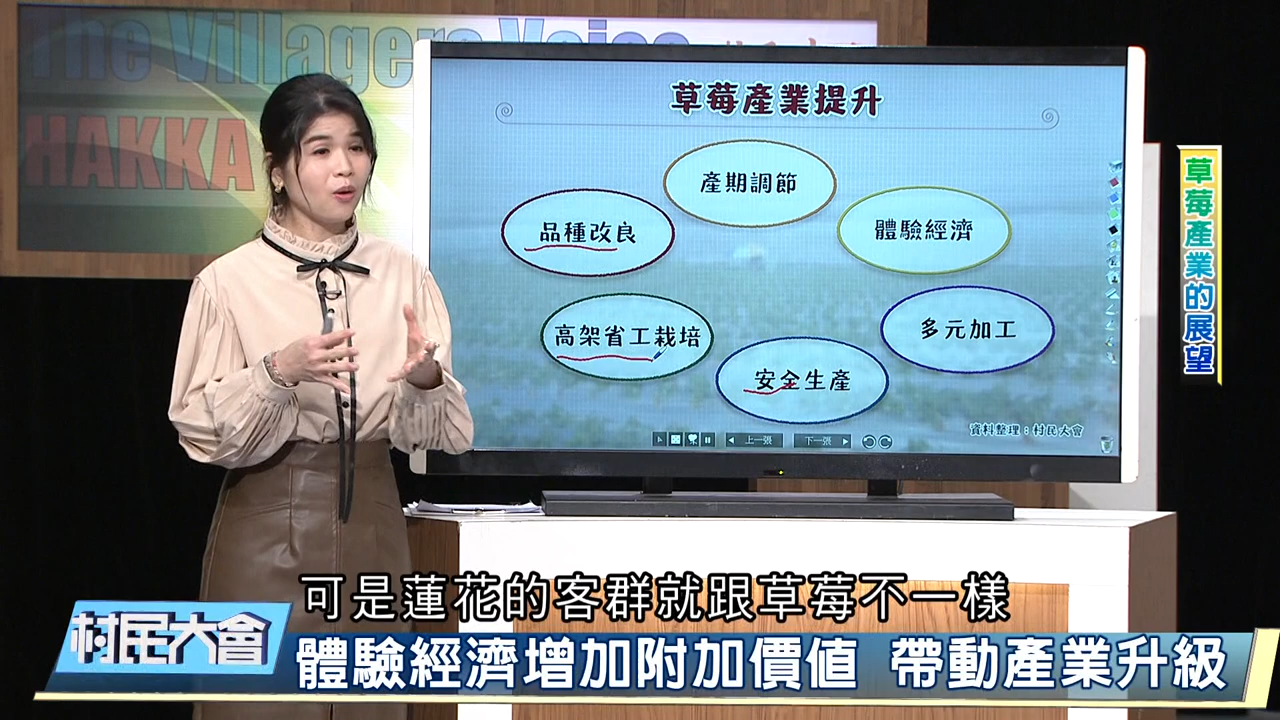 The Villagers Voice
HAKKA
草莓產業提升
產期調節
品種改良
體驗經濟
高架省工栽培
多元加工
安全生產
資料整理：村民大會
上一張
下一張
草莓產業的展望
可是蓮花的客群就跟草莓不一樣
村民大會
體驗經濟增加附加價值 帶動產業升級